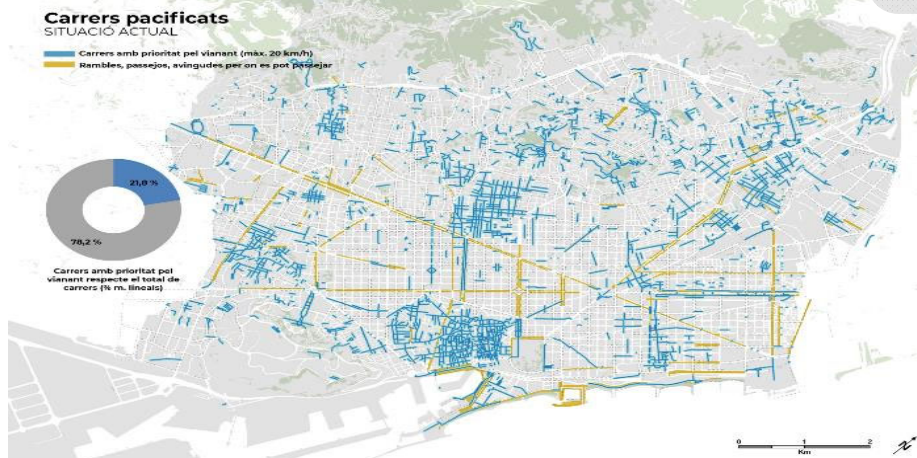 Carrers pacificats
SITUACIÓ ACTUAL
Carrers amb prioritat pel vianant (màx. 20 km/h)
Rambles, passejos, avingudes per on es pot passejar
21,8 %
78,2 %
Carrers amb prioritat pel
vianant respecte el total de
carrers (% m. lineals)
0 1 2
Km
N